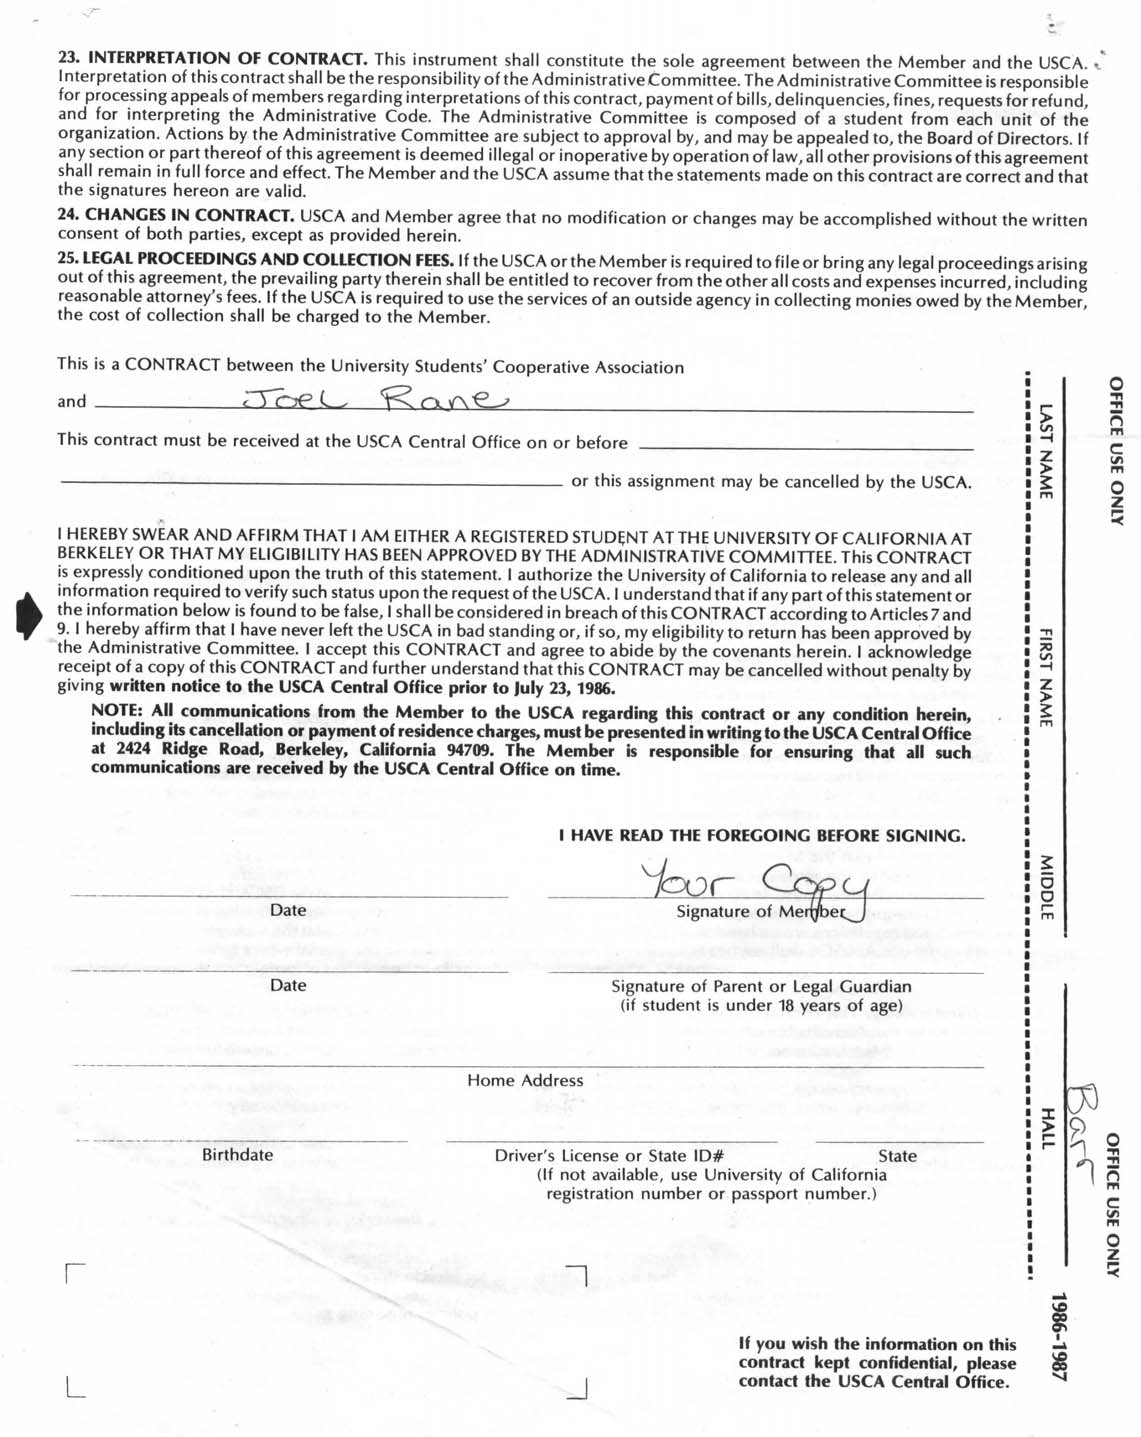 23. INTERPRETATION OF CONTRACT. This instrument shall constitute the sole agreement between the Member and the USCA.
Interpretation of this contract shall be the responsibility of the Administrative Committee. The Administrative Committee is responsible
for processing appeals of members regarding interpretations of this contract, payment of bills, delinquencies, fines, requests for refund,
and for interpreting the Administrative Code. The Administrative Committee is composed of a student from each unit of the
organization. Actions by the Administrative Committee are subject to approval by, and may be appealed to, the Board of Directors. If
any section or part thereof of this agreement is deemed illegal or inoperative by operation of law, all other provisions of this agreement
shall remain in full force and effect. The Member and the USCA assume that the statements made on this contract are correct and that
the signatures hereon are valid.
24. CHANGES IN CONTRACT. USCA and Member agree that no modification or changes may be accomplished without the written
consent of both parties, except as provided herein.
25. LEGAL PROCEEDINGS AND COLLECTION FEES. If the USCA or the Member is required to file or bring any legal proceedings arising
out of this agreement, the prevailing party therein shall be entitled to recover from the other all costs and expenses incurred, including
reasonable attorney's fees. If the USCA is required to use the services of an outside agency in collecting monies owed by the Member,
the cost of collection shall be charged to the Member.
This is a CONTRACT between the University Students' Cooperative Association
and Joel Rane
This contract must be received at the USCA Central Office on or before
or this assignment may be cancelled by the USCA.
I HEREBY SWEAR AND AFFIRM THAT I AM EITHER A REGISTERED STUDENT AT THE UNIVERSITY OF CALIFORNIA AT
BERKELEY OR THAT MY ELIGIBILITY HAS BEEN APPROVED BY THE ADMINISTRATIVE COMMITTEE. This CONTRACT
is expressly conditioned upon the truth of this statement. I authorize the University of California to release any and all
information required to verify such status upon the request of the USCA. I understand that if any part of this statement or
the information below is found to be false, I shall be considered in breach of this CONTRACT according to Articles 7 and
9. I hereby affirm that I have never left the USCA in bad standing or, if so, my eligibility to return has been approved by
the Administrative Committee. I accept this CONTRACT and agree to abide by the covenants herein. I acknowledge
receipt of a copy of this CONTRACT and further understand that this CONTRACT may be cancelled without penalty by
giving written notice to the USCA Central Office prior to July 23, 1986.
NOTE: All communications from the Member to the USCA regarding this contract or any condition herein,
including its cancellation or payment of residence charges, must be presented in writing to the USCA Central Office
at 2424 Ridge Road, Berkeley, California 94709. The Member is responsible for ensuring that all such
communications are received by the USCA Central Office on time.
I HAVE READ THE FOREGOING BEFORE SIGNING.
Your Copy
Date Signature of Member
Date Signature of Parent or Legal Guardian
(if student is under 18 years of age)
Home Address
Birthdate Driver's License or State ID# State
(If not available, use University of California
registration number or passport number.)
If you wish the information on this
contract kept confidential, please
contact the USCA Central Office.
OFFICE USE ONLY
LAST NAME FIRST NAME MIDDLE
OFFICE USE ONLY
Barr
HALL
1986-1987